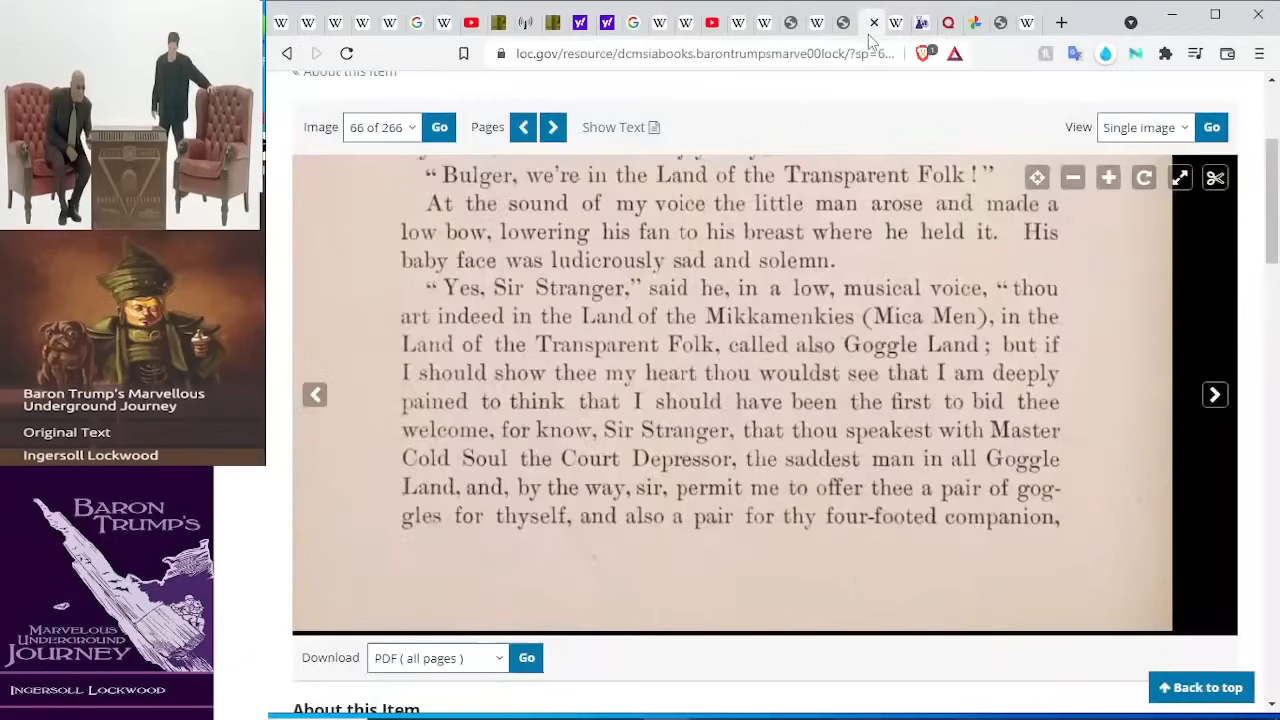 loc.gov/resource/dcmsiabooks.barontrumpsmarve00lock/?sp=6...
« About this Item
Image 66 of 266 Go Pages Show Text View Single image Go
“ Bulger, we're in the Land of the Transparent Folk ! ”
At the sound of my voice the little man arose and made a
low bow, lowering his fan to his breast where he held it. His
baby face was ludicrously sad and solemn.
“ Yes, Sir Stranger,” said he, in a low, musical voice, “ thou
art indeed in the Land of the Mikkamenkies (Mica Men), in the
Land of the Transparent Folk, called also Goggle Land ; but if
I should show thee my heart thou wouldst see that I am deeply
pained to think that I should have been the first to bid thee
welcome, for know, Sir Stranger, that thou speakest with Master
Cold Soul the Court Depressor, the saddest man in all Goggle
Land, and, by the way, sir, permit me to offer thee a pair of gog-
gles for thyself, and also a pair for thy four-footed companion,
Download PDF ( all pages ) Go
Back to top
About this Item
Baron Trump's Marvellous
Underground Journey
Original Text
Ingersoll Lockwood
BARON
TRUMP'S
MARVELOUS
UNDERGROUND
JOURNEY
INGERSOLL LOCKWOOD